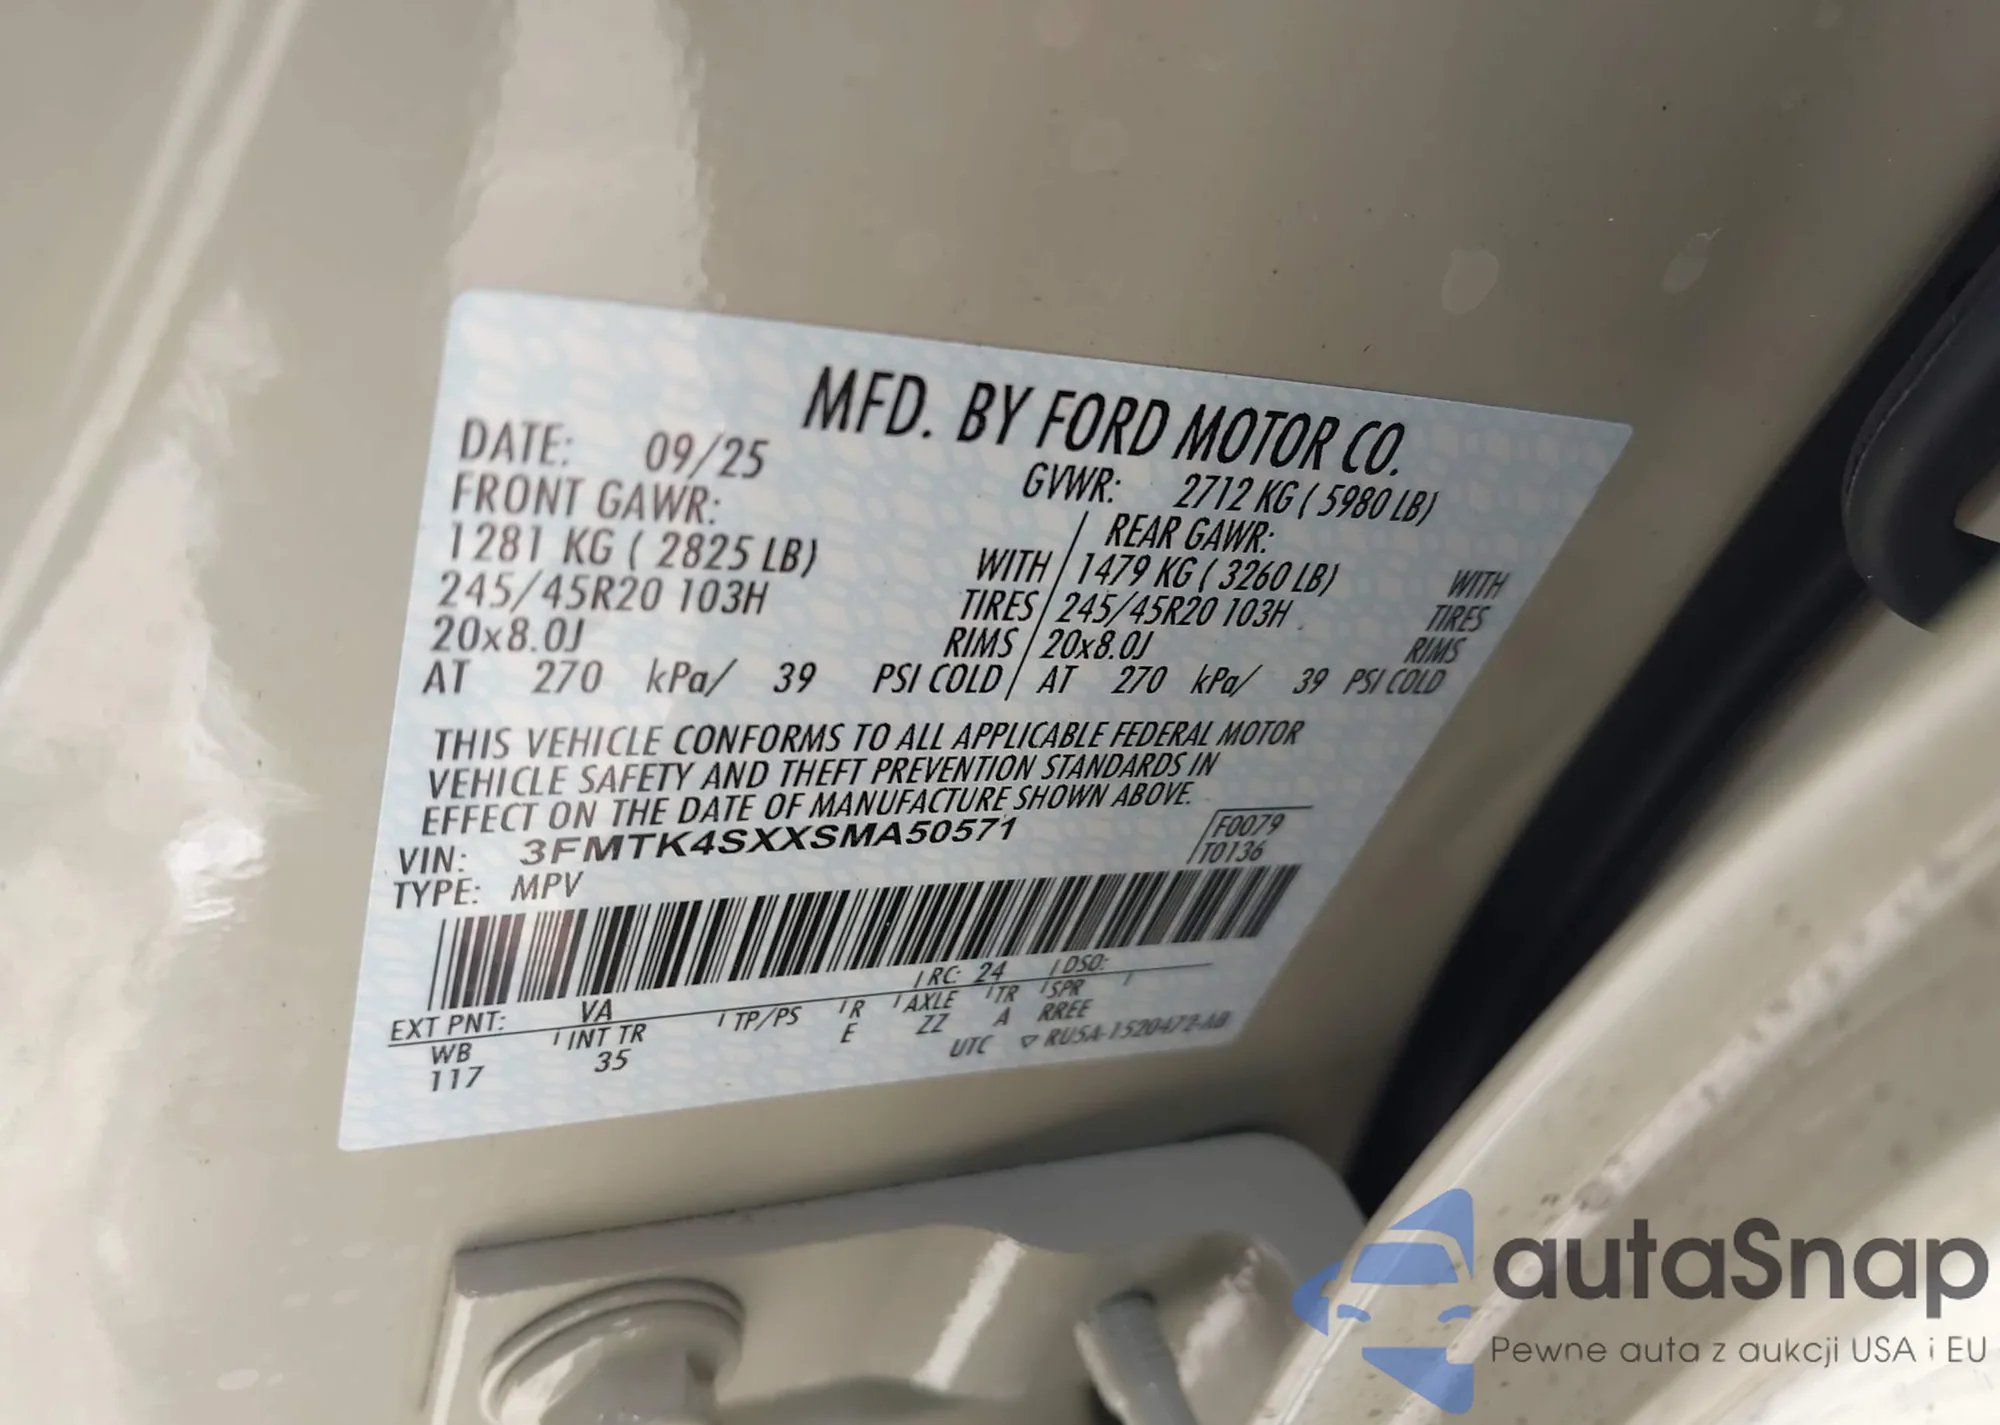 MFD. BY FORD MOTOR CO.
DATE: 09/25 GVWR: 2712 KG ( 5980 LB)
FRONT GAWR: REAR GAWR:
1281 KG ( 2825 LB) WITH / 1479 KG ( 3260 LB) WITH
245/45R20 103H TIRES / 245/45R20 103H TIRES
20x8.0J RIMS / 20x8.0J RIMS
AT 270 kPa/ 39 PSI COLD / AT 270 kPa/ 39 PSI COLD
THIS VEHICLE CONFORMS TO ALL APPLICABLE FEDERAL MOTOR
VEHICLE SAFETY AND THEFT PREVENTION STANDARDS IN
EFFECT ON THE DATE OF MANUFACTURE SHOWN ABOVE.
VIN: 3FMTK4SXXSMA50571 F0079
TYPE: MPV T0136
EXT PNT: VA RC: 24 DSO:
WB INT TR TP/PS R AXLE TR SPR
117 35 E ZZ A RREE
UTC ▽ RUSA-1520472-AB
autaSnap
Pewne auta z aukcji USA i EU